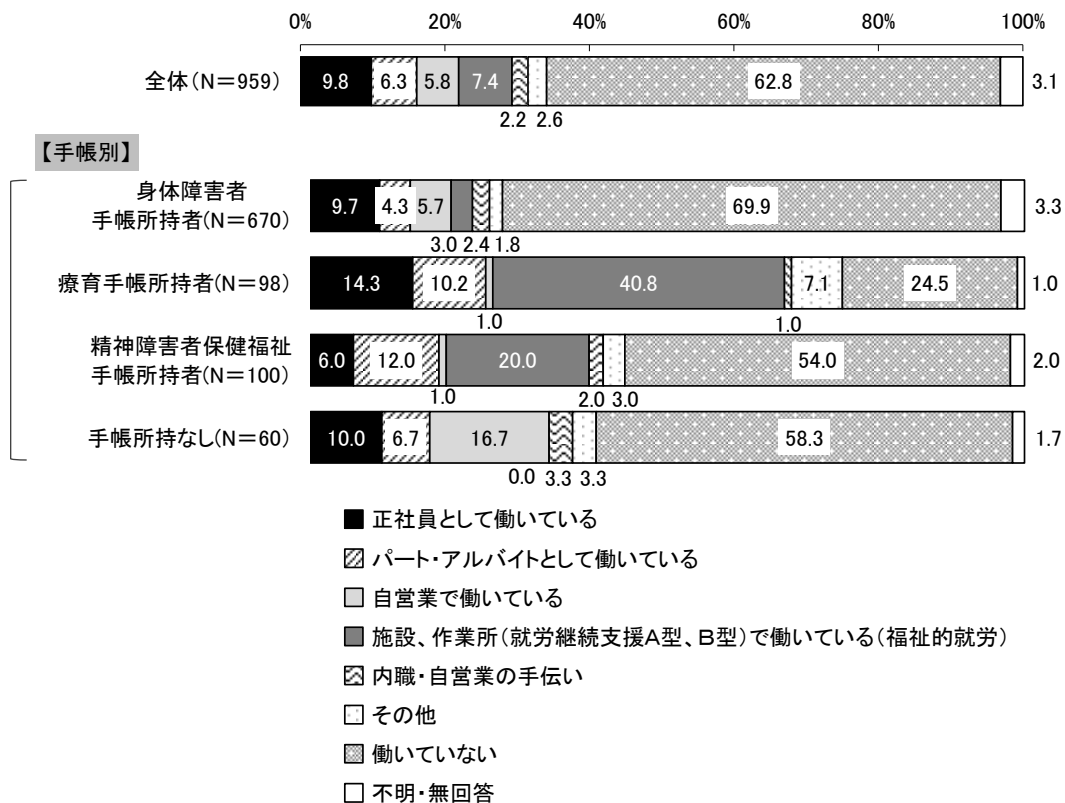 0% 20% 40% 60% 80% 100%
全体(N=959) 9.8 6.3 5.8 7.4 62.8 3.1
2.2 2.6
【手帳別】
身体障害者
手帳所持者(N=670) 9.7 4.3 5.7 69.9 3.3
3.0 2.4 1.8
療育手帳所持者(N=98) 14.3 10.2 40.8 7.1 24.5 1.0
1.0 1.0
精神障害者保健福祉
手帳所持者(N=100) 6.0 12.0 20.0 54.0 2.0
1.0 2.0 3.0
手帳所持なし(N=60) 10.0 6.7 16.7 58.3 1.7
0.0 3.3 3.3
正社員として働いている
パート・アルバイトとして働いている
自営業で働いている
施設、作業所(就労継続支援A型、B型)で働いている(福祉的就労)
内職・自営業の手伝い
その他
働いていない
不明・無回答